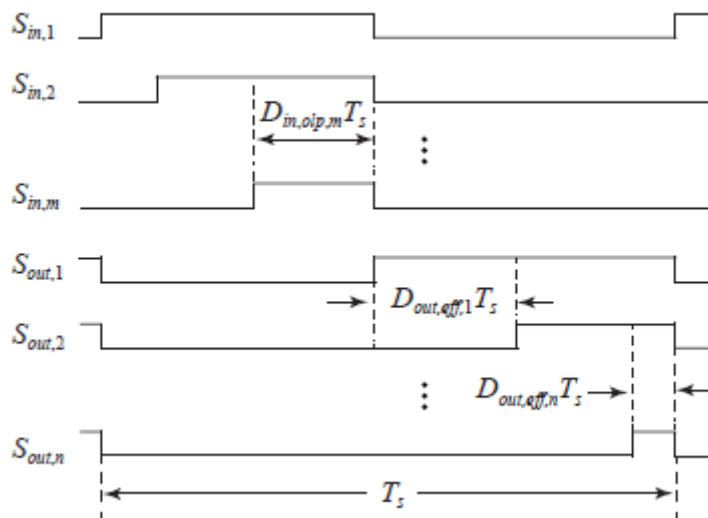 S_{in,1}
S_{in,2}
D_{in,olp,m}T_s
S_{in,m}
S_{out,1}
D_{out,eff,1}T_s
S_{out,2}
D_{out,eff,n}T_s
S_{out,n}
T_s